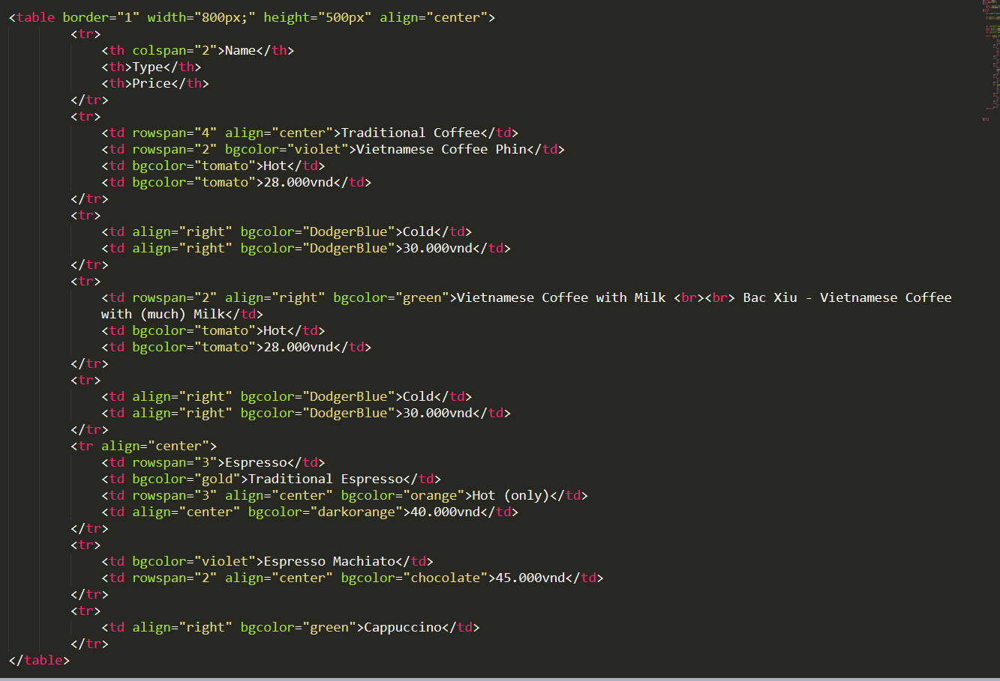 <table border="1" width="800px;" height="500px" align="center">
<tr>
<th colspan="2">Name</th>
<th>Type</th>
<th>Price</th>
</tr>
<tr>
<td rowspan="4" align="center">Traditional Coffee</td>
<td rowspan="2" bgcolor="violet">Vietnamese Coffee Phin</td>
<td bgcolor="tomato">Hot</td>
<td bgcolor="tomato">28.000vnd</td>
</tr>
<tr>
<td align="right" bgcolor="DodgerBlue">Cold</td>
<td align="right" bgcolor="DodgerBlue">30.000vnd</td>
</tr>
<tr>
<td rowspan="2" align="right" bgcolor="green">Vietnamese Coffee with Milk <br><br> Bac Xiu - Vietnamese Coffee
with (much) Milk</td>
<td bgcolor="tomato">Hot</td>
<td bgcolor="tomato">28.000vnd</td>
</tr>
<tr>
<td align="right" bgcolor="DodgerBlue">Cold</td>
<td align="right" bgcolor="DodgerBlue">30.000vnd</td>
</tr>
<tr align="center">
<td rowspan="3">Espresso</td>
<td bgcolor="gold">Traditional Espresso</td>
<td rowspan="3" align="center" bgcolor="orange">Hot (only)</td>
<td align="center" bgcolor="darkorange">40.000vnd</td>
</tr>
<tr>
<td bgcolor="violet">Espresso Machiato</td>
<td rowspan="2" align="center" bgcolor="chocolate">45.000vnd</td>
</tr>
<tr>
<td align="right" bgcolor="green">Cappuccino</td>
</tr>
</table>